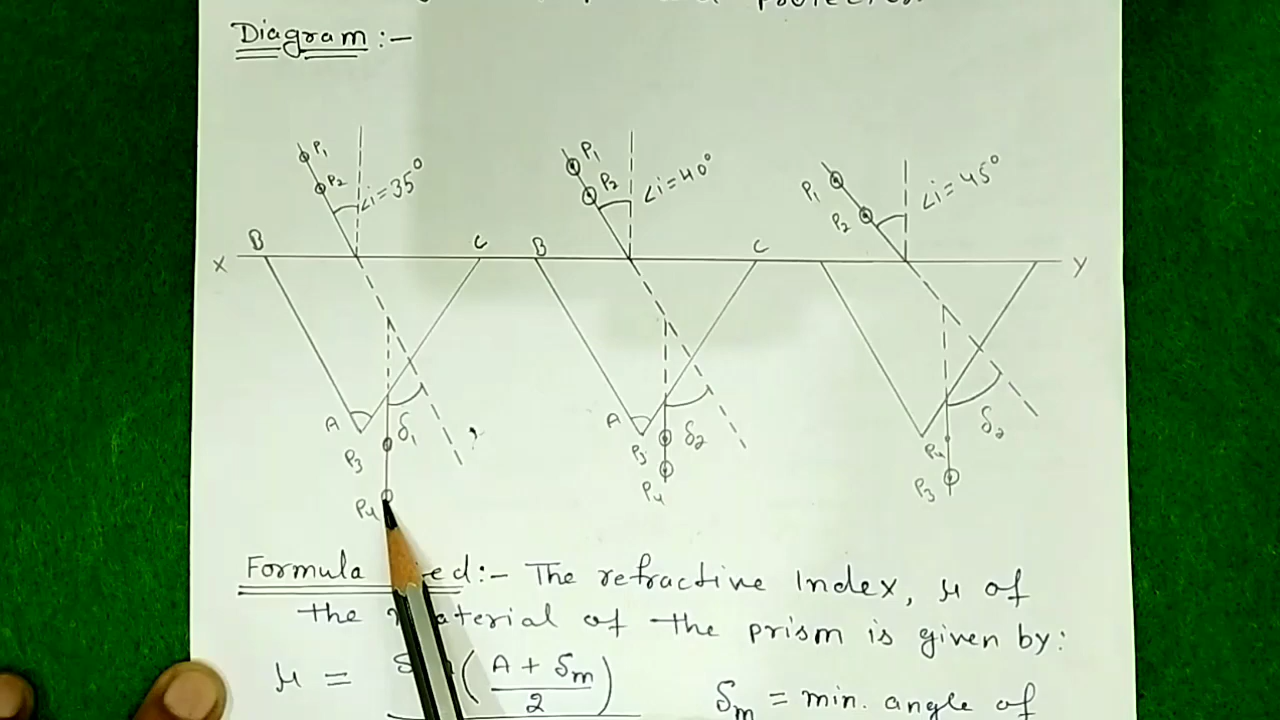 Diagram :-
P₁ P₂ ∠i=35° P₁ P₂ ∠i=40° P₁ P₂ ∠i=45°
X B C B C Y
A P₃ δ₁ P₄ A P₃ δ₂ P₄ P₄ P₃ δ₂
Formula ed:- The refractive Index, μ of
the aterial of the prism is given by:
μ = (A + δm / 2) δm = min. angle of